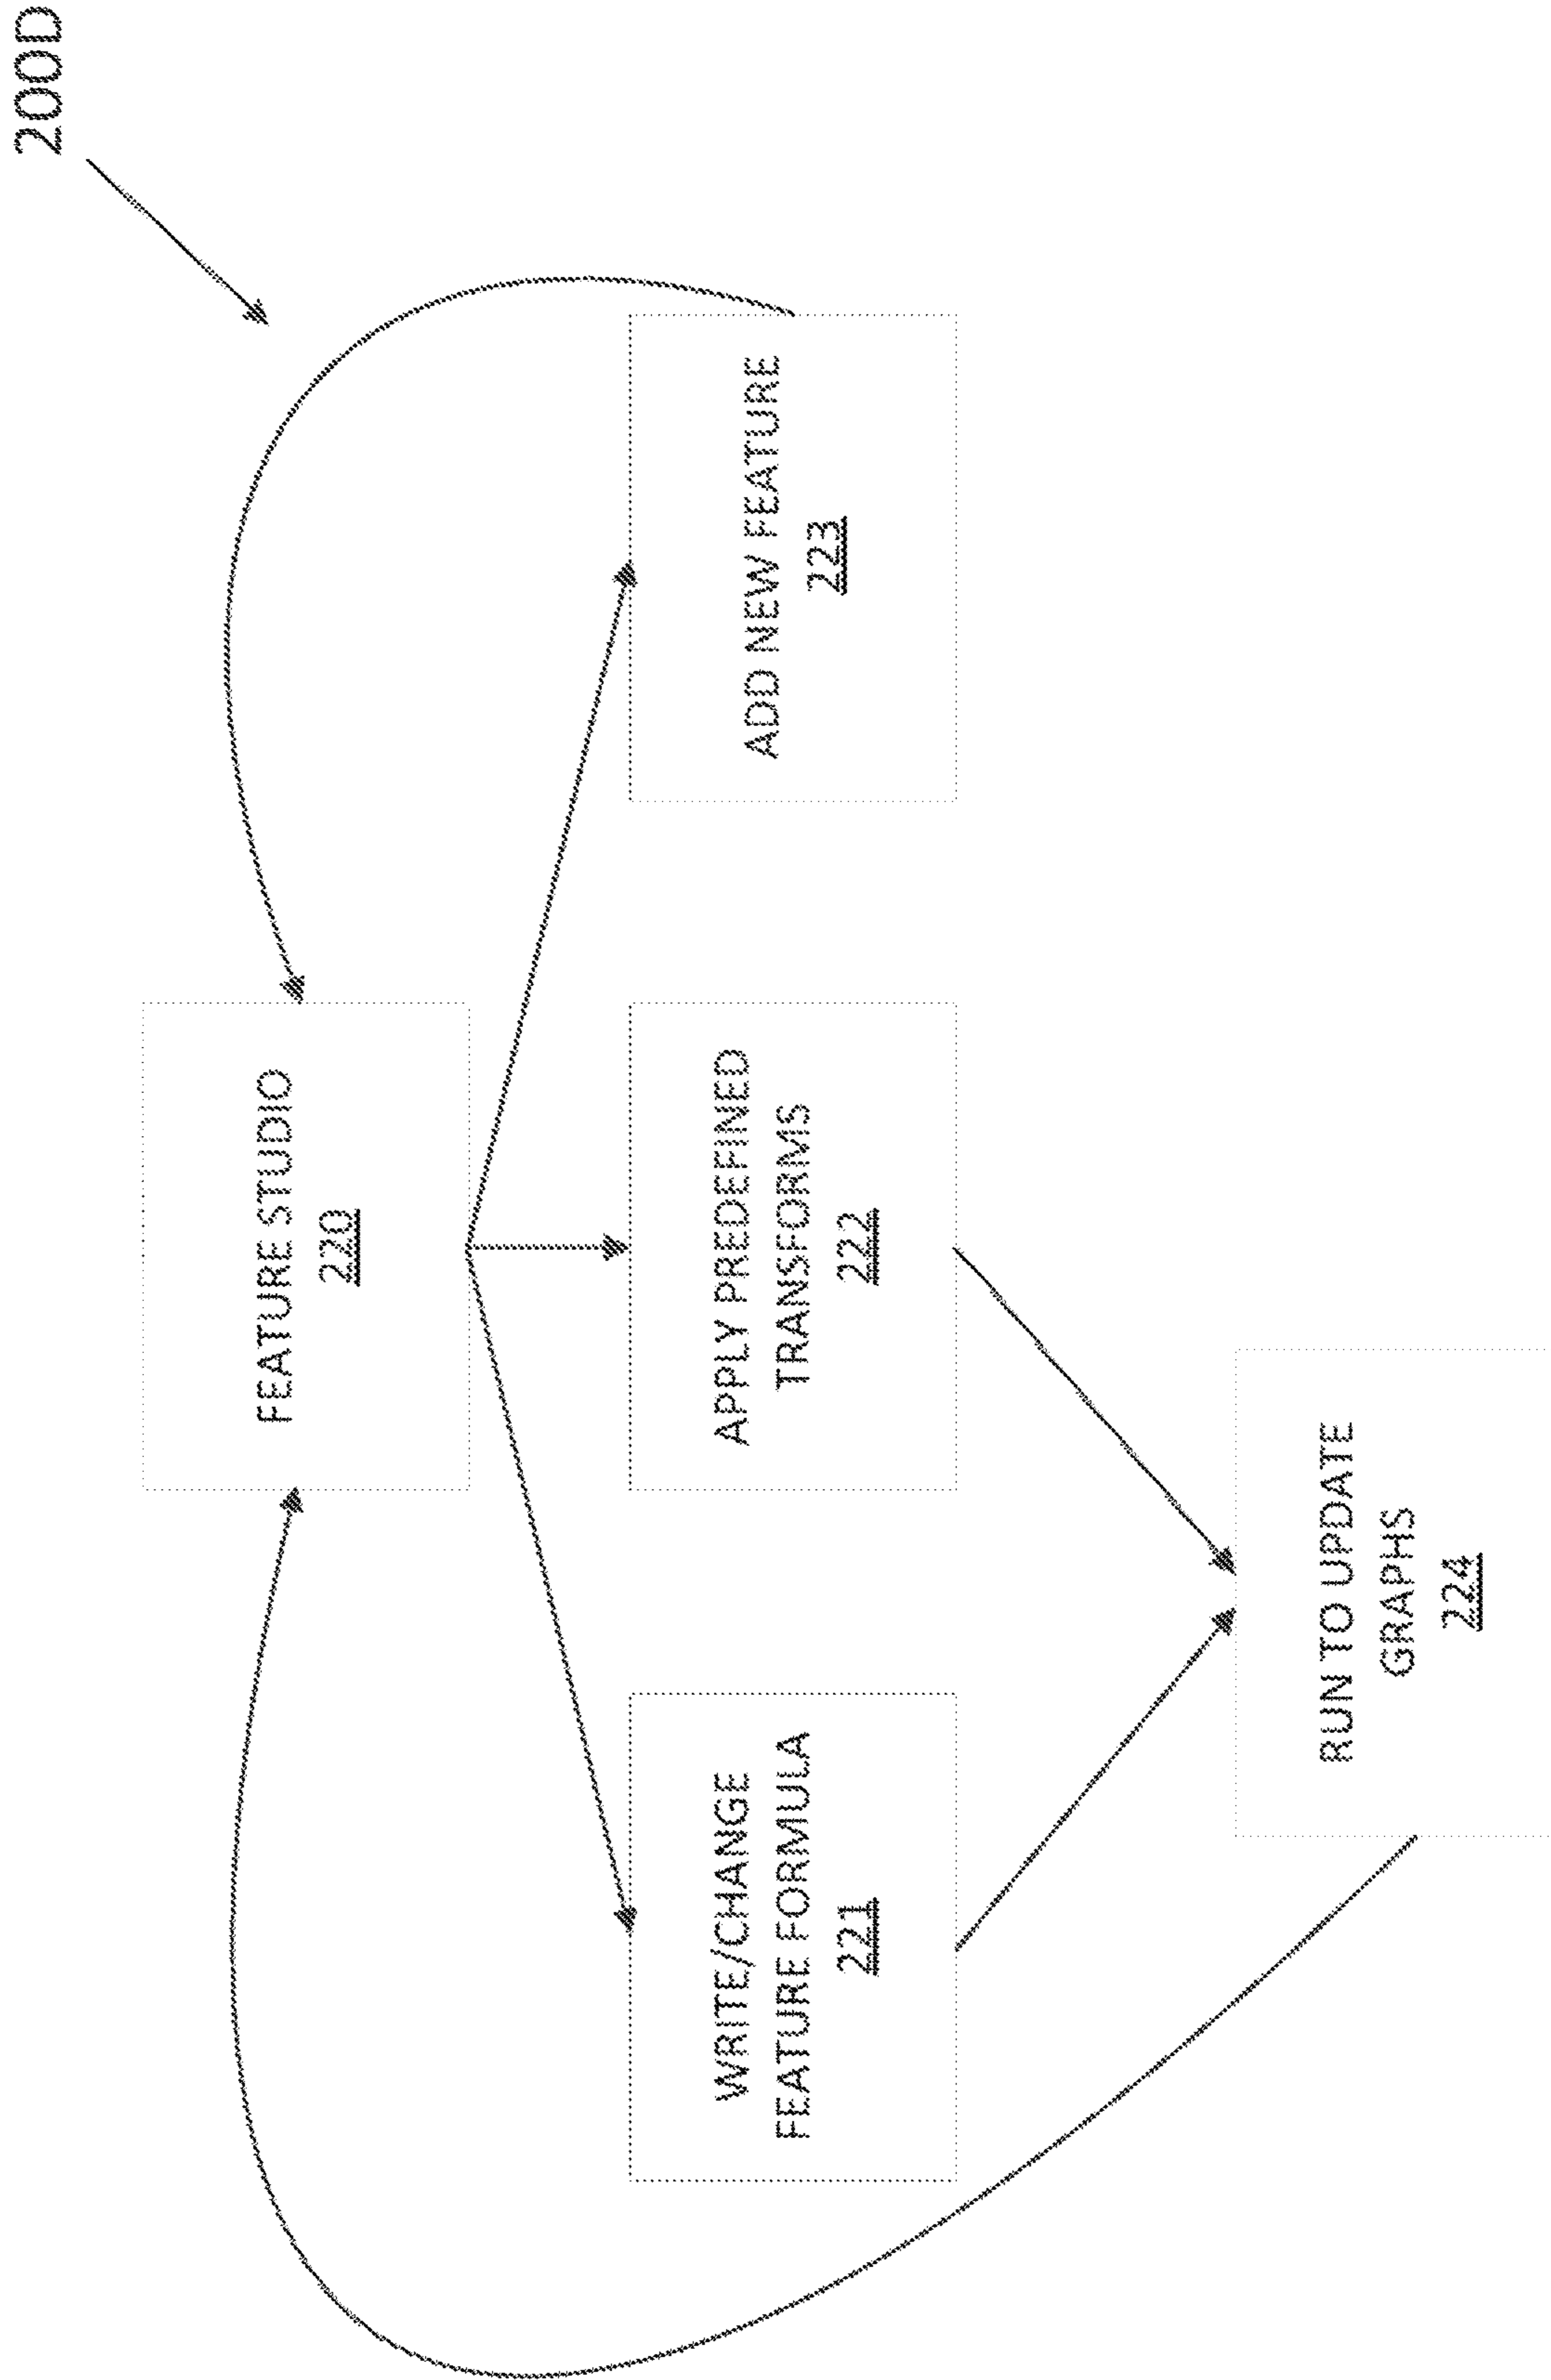 200D
FEATURE STUDIO
220
WRITE/CHANGE
FEATURE FORMULA
221
APPLY PREDEFINED
TRANSFORMS
222
ADD NEW FEATURE
223
RUN TO UPDATE
GRAPHS
224